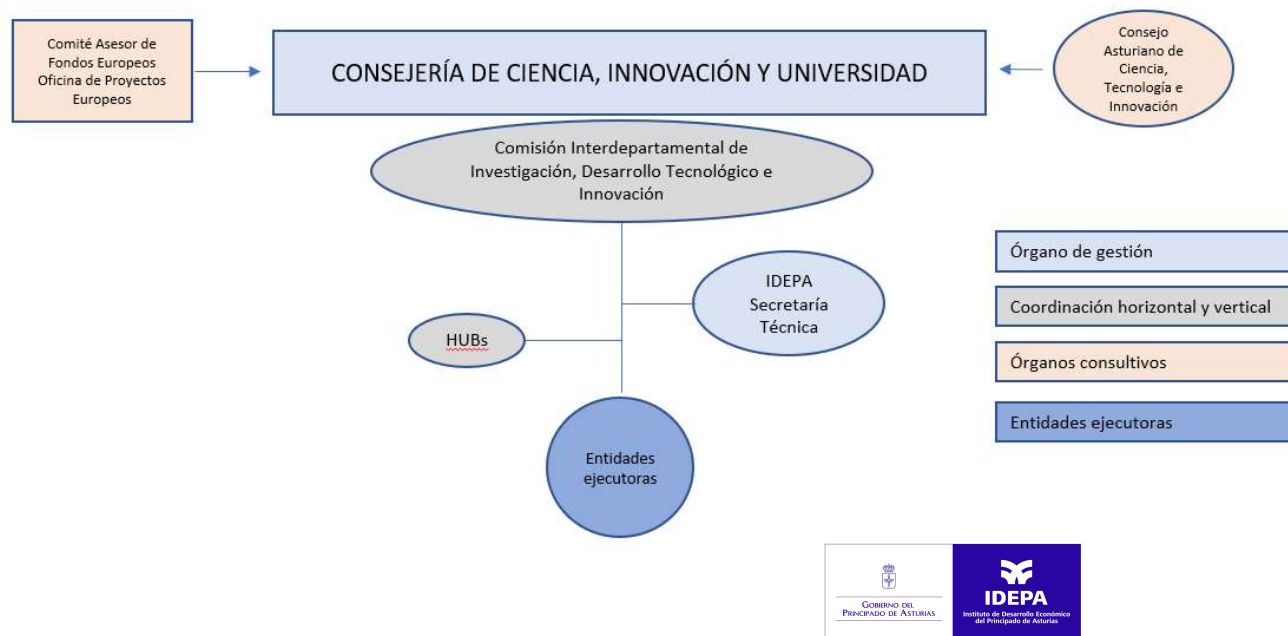 Comité Asesor de
Fondos Europeos
Oficina de Proyectos
Europeos
CONSEJERÍA DE CIENCIA, INNOVACIÓN Y UNIVERSIDAD
Consejo
Asturiano de
Ciencia,
Tecnología e
Innovación
Comisión Interdepartamental de
Investigación, Desarrollo Tecnológico e
Innovación
IDEPA
Secretaría
Técnica
HUBs
Entidades
ejecutoras
Órgano de gestión
Coordinación horizontal y vertical
Órganos consultivos
Entidades ejecutoras
GOBIERNO DEL
PRINCIPADO DE ASTURIAS
IDEPA
Instituto de Desarrollo Económico
del Principado de Asturias